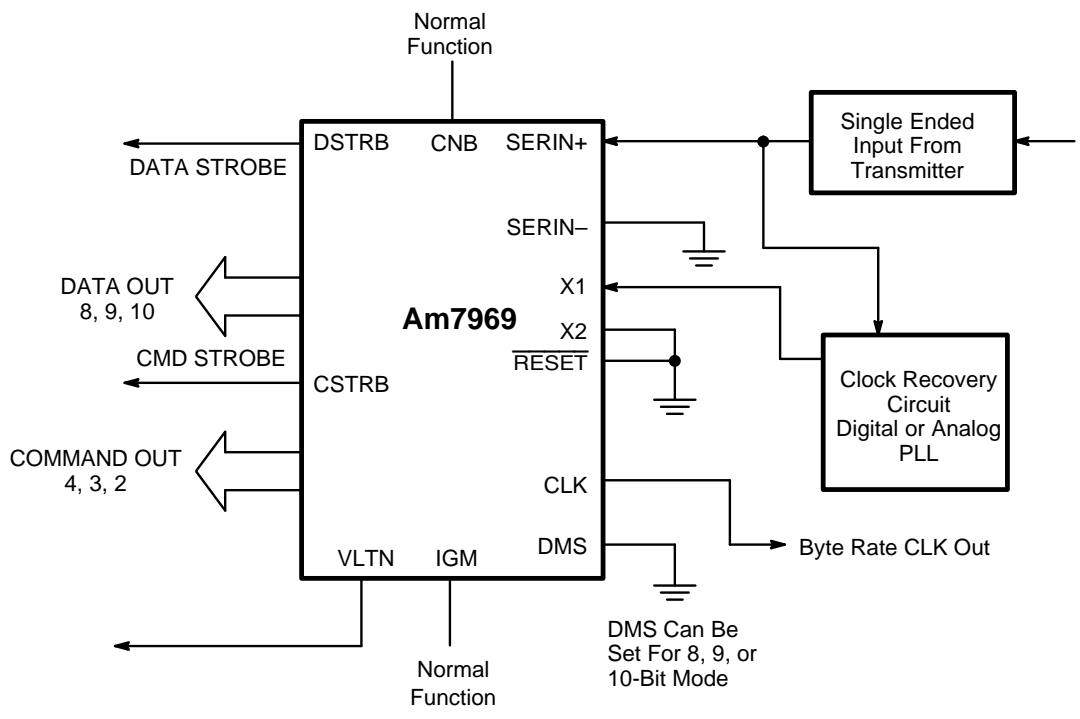 Normal
Function
DSTRB
CNB
SERIN+
Single Ended
Input From
Transmitter
DATA STROBE
SERIN–
DATA OUT
8, 9, 10
X1
Am7969
X2
RESET
CMD STROBE
CSTRB
Clock Recovery
Circuit
Digital or Analog
PLL
COMMAND OUT
4, 3, 2
CLK
DMS
Byte Rate CLK Out
VLTN
IGM
DMS Can Be
Set For 8, 9, or
10-Bit Mode
Normal
Function